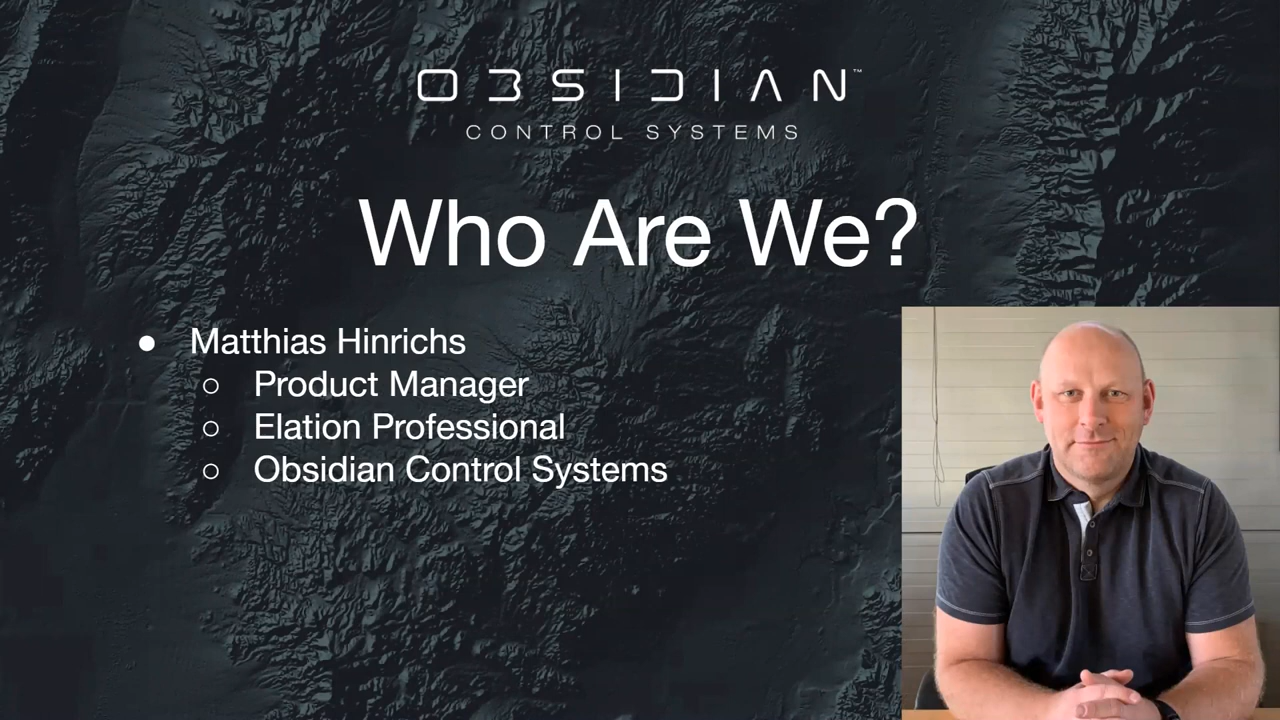 OBSIDIAN™
CONTROL SYSTEMS
Who Are We?
● Matthias Hinrichs
○ Product Manager
○ Elation Professional
○ Obsidian Control Systems